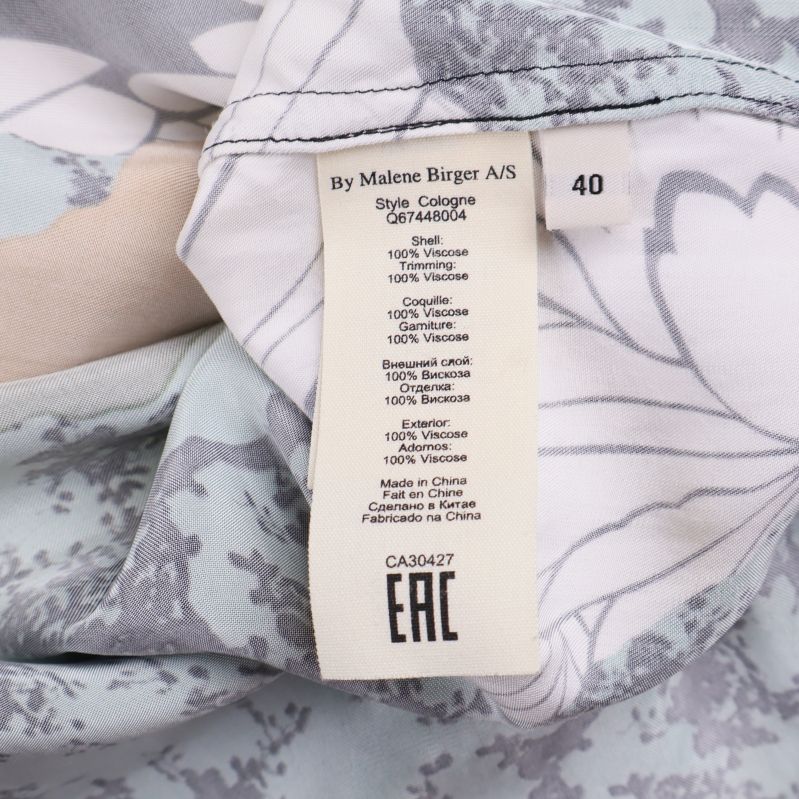 By Malene Birger A/S
40
Style Cologne
Q67448004
Shell:
100% Viscose
Trimming:
100% Viscose
Coquille:
100% Viscose
Garniture:
100% Viscose
Внешний слой:
100% Вискоза
Отделка:
100% Вискоза
Exterior:
100% Viscose
Adornos:
100% Viscose
Made in China
Fait en Chine
Сделано в Китае
Fabricado na China
CA30427
EAC